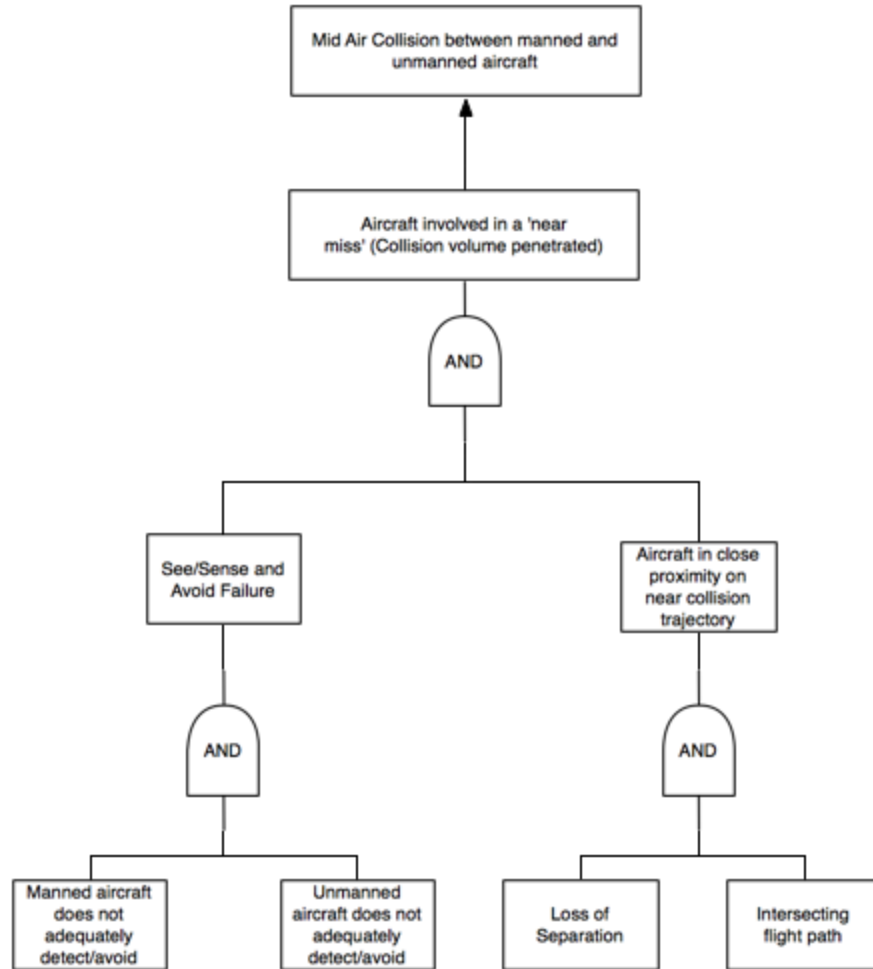 Mid Air Collision between manned and
unmanned aircraft
Aircraft involved in a 'near
miss' (Collision volume penetrated)
AND
See/Sense and
Avoid Failure
Aircraft in close
proximity on
near collision
trajectory
AND
AND
Manned aircraft
does not
adequately
detect/avoid
Unmanned
aircraft does not
adequately
detect/avoid
Loss of
Separation
Intersecting
flight path